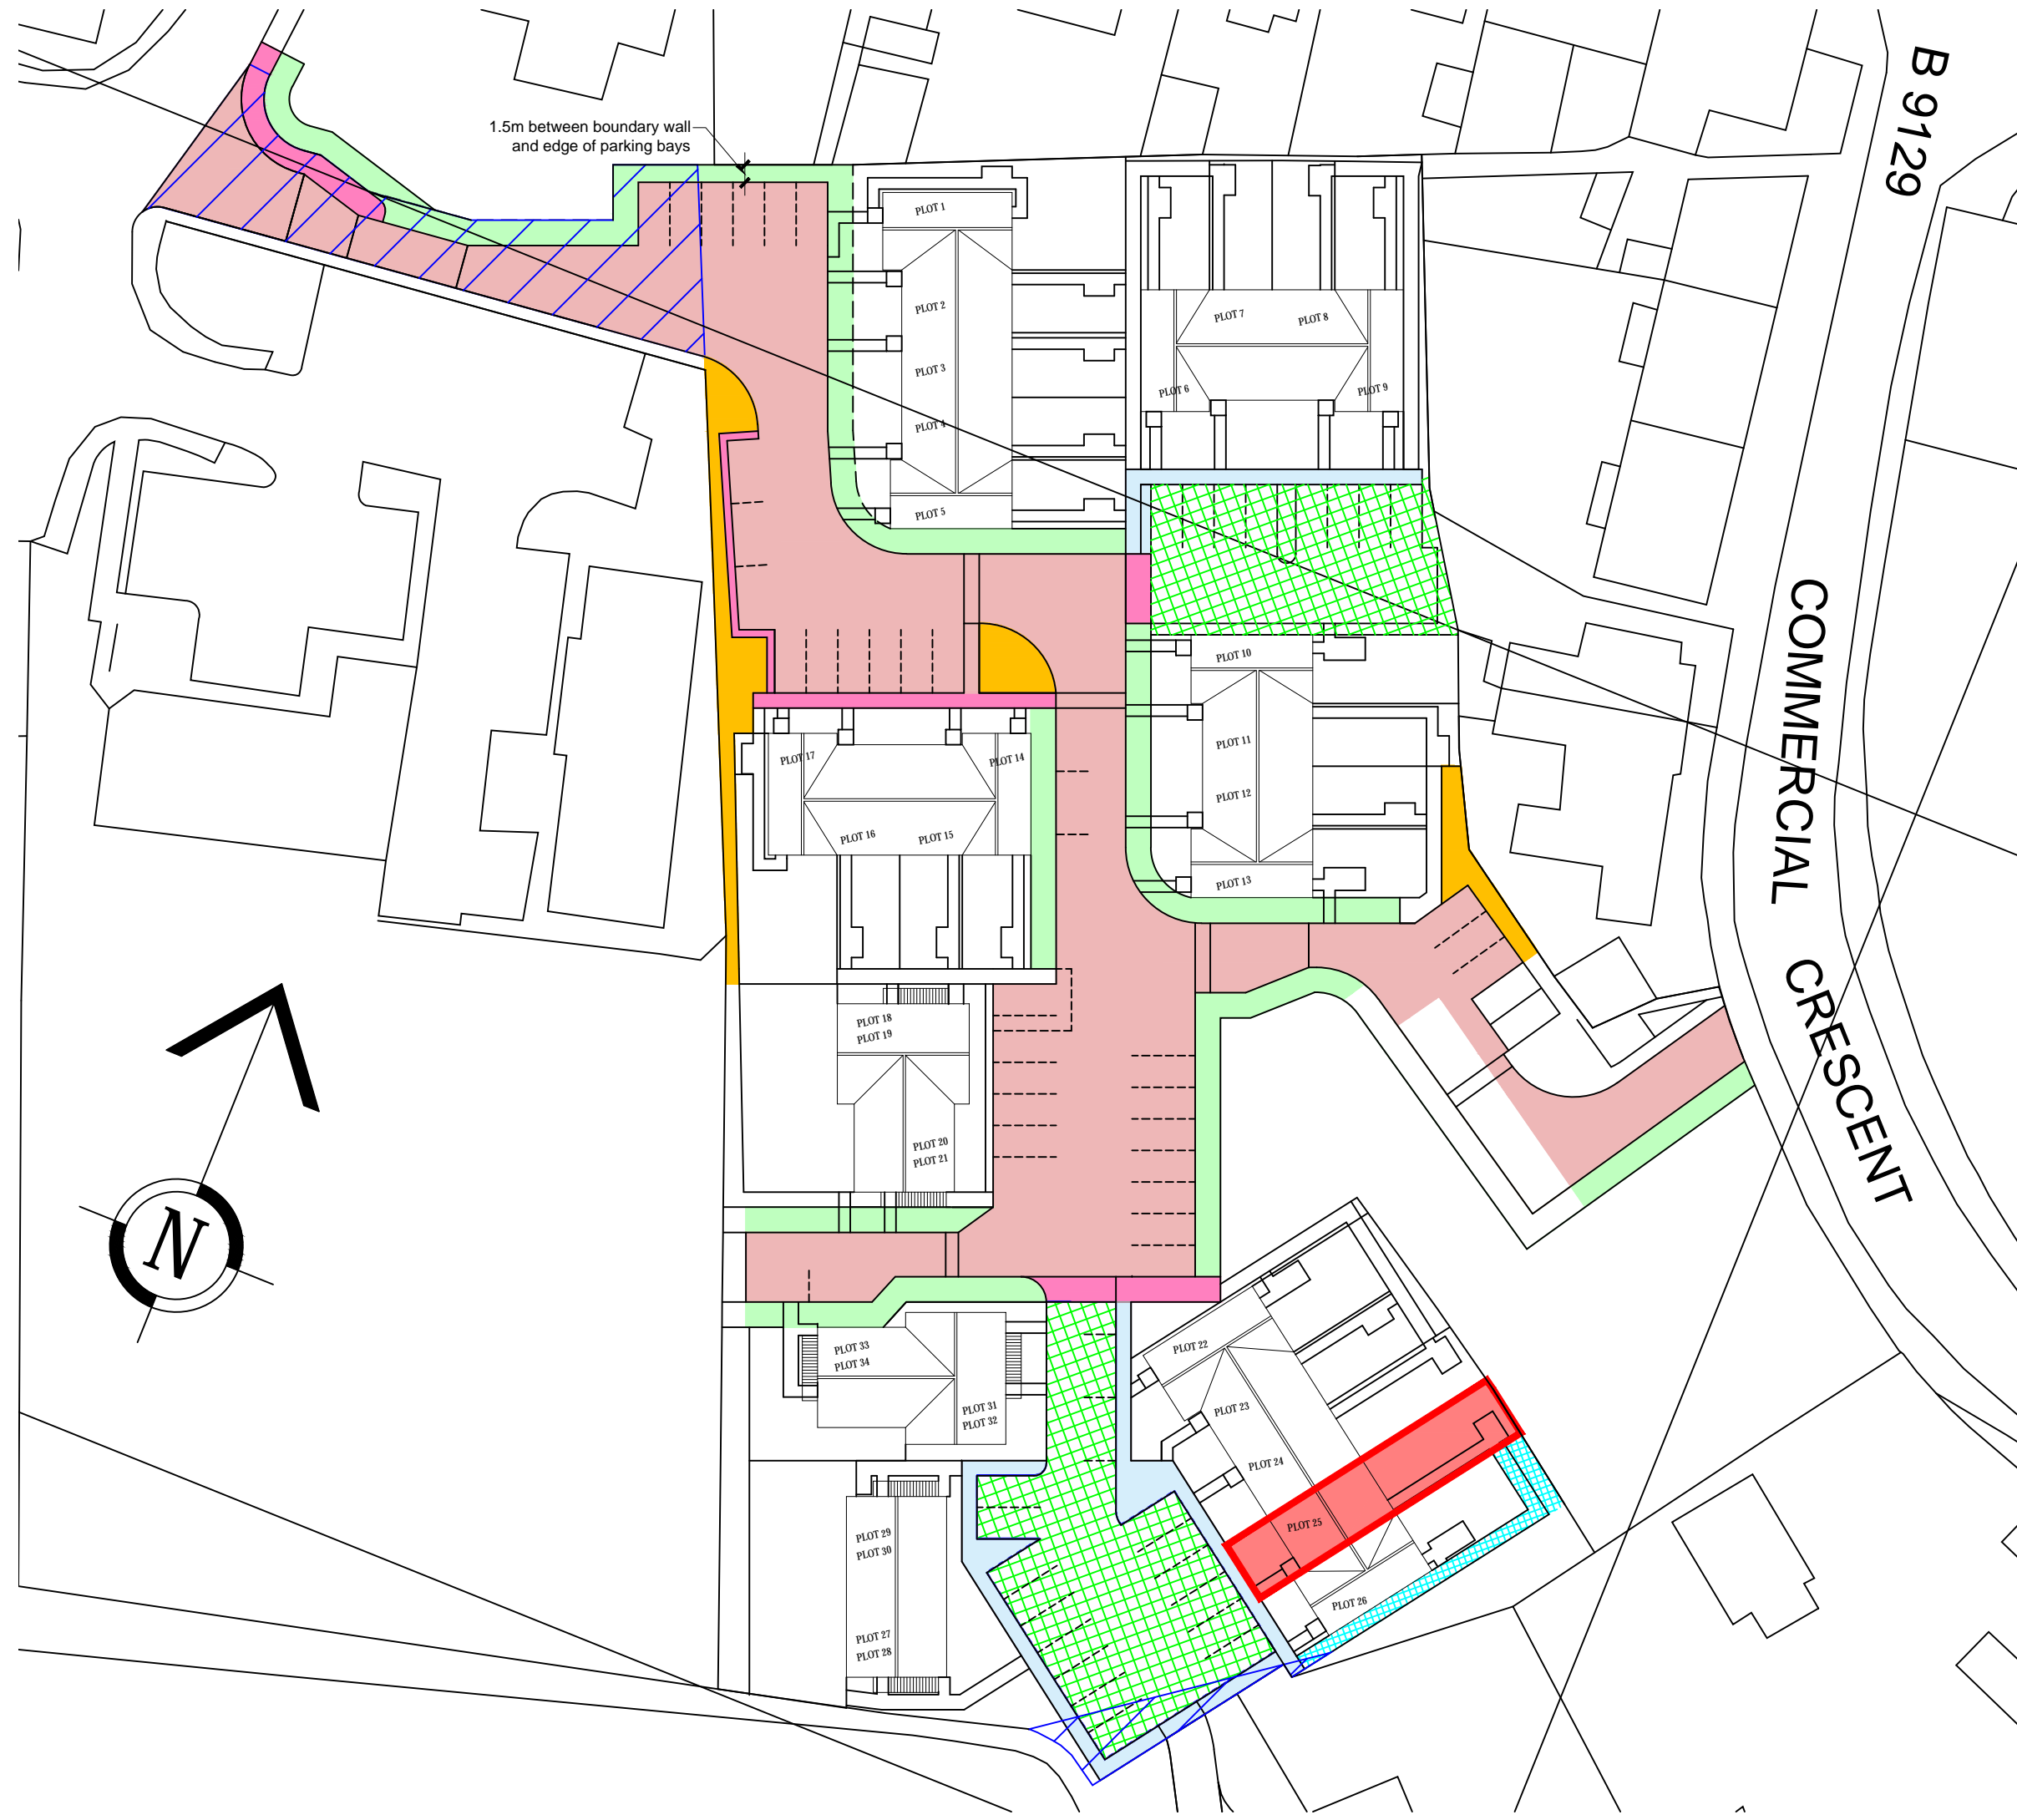 B 9129
1.5m between boundary wall
and edge of parking bays
PLOT 1
PLOT 2
PLOT 3
PLOT 4
PLOT 5
PLOT 7
PLOT 8
PLOT 6
PLOT 9
COMMERCIAL CRESCENT
PLOT 10
PLOT 11
PLOT 12
PLOT 13
PLOT 17
PLOT 14
PLOT 16
PLOT 15
PLOT 18
PLOT 19
PLOT 20
PLOT 21
N
PLOT 33
PLOT 34
PLOT 31
PLOT 32
PLOT 22
PLOT 23
PLOT 24
PLOT 25
PLOT 26
PLOT 29
PLOT 30
PLOT 27
PLOT 28